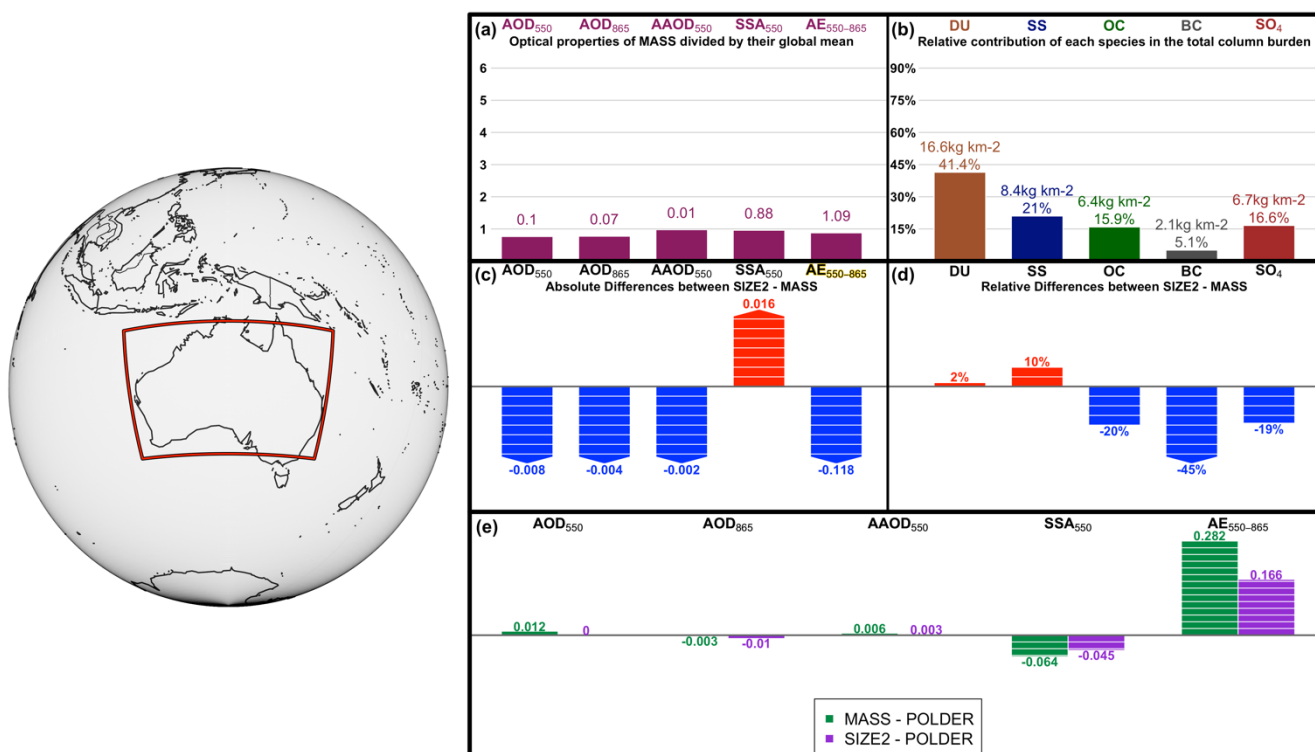 (a) AOD550 AOD865 AAOD550 SSA550 AE550–865
Optical properties of MASS divided by their global mean
6
5
4
3
2
1
0.1 0.07 0.01 0.88 1.09
(b) DU SS OC BC SO4
Relative contribution of each species in the total column burden
90%
75%
60%
45%
30%
15%
16.6kg km-2
41.4%
8.4kg km-2
21%
6.4kg km-2
15.9%
2.1kg km-2
5.1%
6.7kg km-2
16.6%
(c) AOD550 AOD865 AAOD550 SSA550 AE550–865
Absolute Differences between SIZE2 - MASS
0.016
-0.008 -0.004 -0.002 -0.118
(d) DU SS OC BC SO4
Relative Differences between SIZE2 - MASS
2% 10%
-20% -45% -19%
(e) AOD550 AOD865 AAOD550 SSA550 AE550–865
0.012 0 -0.003 -0.01 0.006 0.003 -0.064 -0.045 0.282 0.166
MASS - POLDER
SIZE2 - POLDER